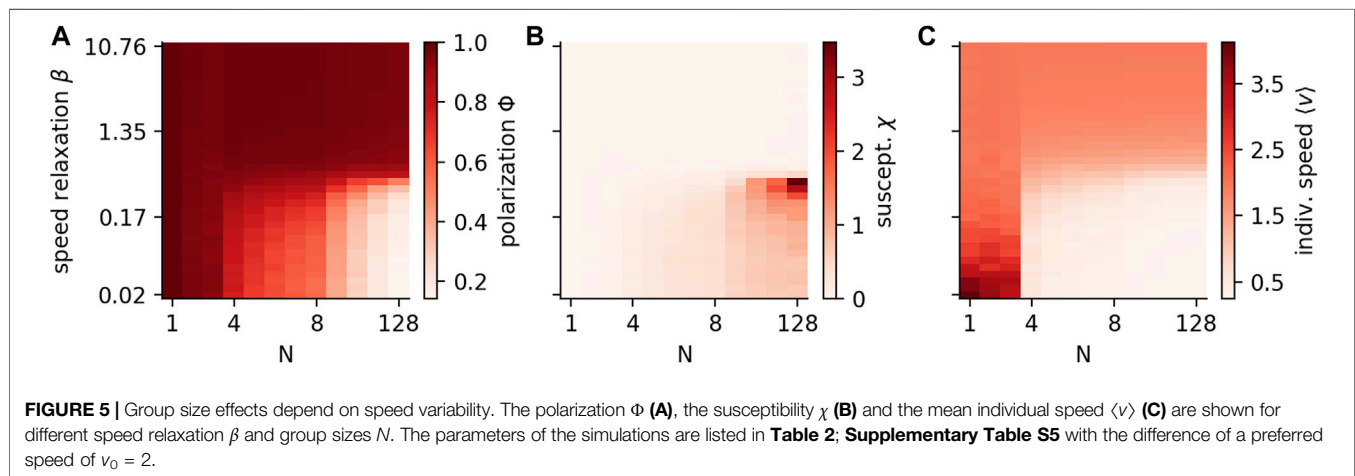 A
10.76
1.35
0.17
0.02
speed relaxation β
1
4
8
128
N
1.0
0.8
0.6
0.4
0.2
polarization Φ
B
1
4
8
128
N
3
2
1
0
suscept. χ
C
1
4
8
128
N
3.5
2.5
1.5
0.5
indiv. speed ⟨v⟩
FIGURE 5 | Group size effects depend on speed variability. The polarization Φ (A), the susceptibility χ (B) and the mean individual speed ⟨v⟩ (C) are shown for
different speed relaxation β and group sizes N. The parameters of the simulations are listed in Table 2; Supplementary Table S5 with the difference of a preferred
speed of v₀ = 2.